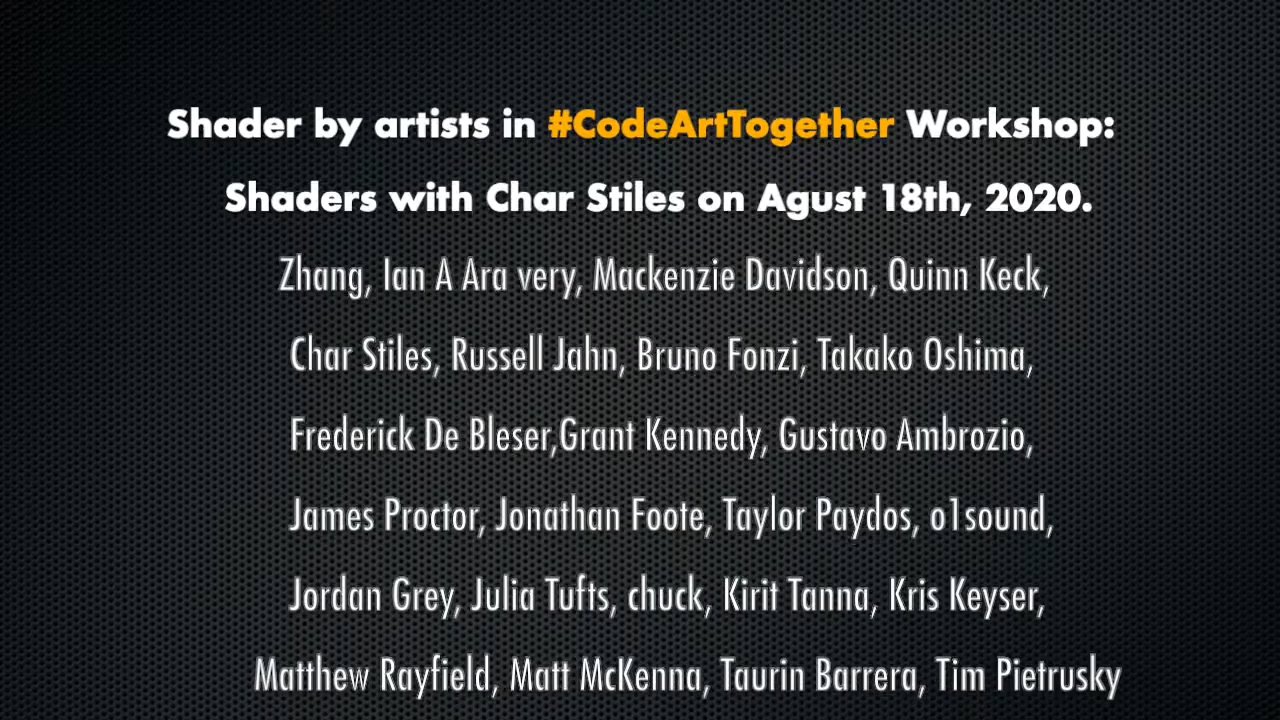 Shader by artists in #CodeArtTogether Workshop:
Shaders with Char Stiles on Agust 18th, 2020.
Zhang, Ian A Ara very, Mackenzie Davidson, Quinn Keck,
Char Stiles, Russell Jahn, Bruno Fonzi, Takako Oshima,
Frederick De Bleser,Grant Kennedy, Gustavo Ambrozio,
James Proctor, Jonathan Foote, Taylor Paydos, o1sound,
Jordan Grey, Julia Tufts, chuck, Kirit Tanna, Kris Keyser,
Matthew Rayfield, Matt McKenna, Taurin Barrera, Tim Pietrusky